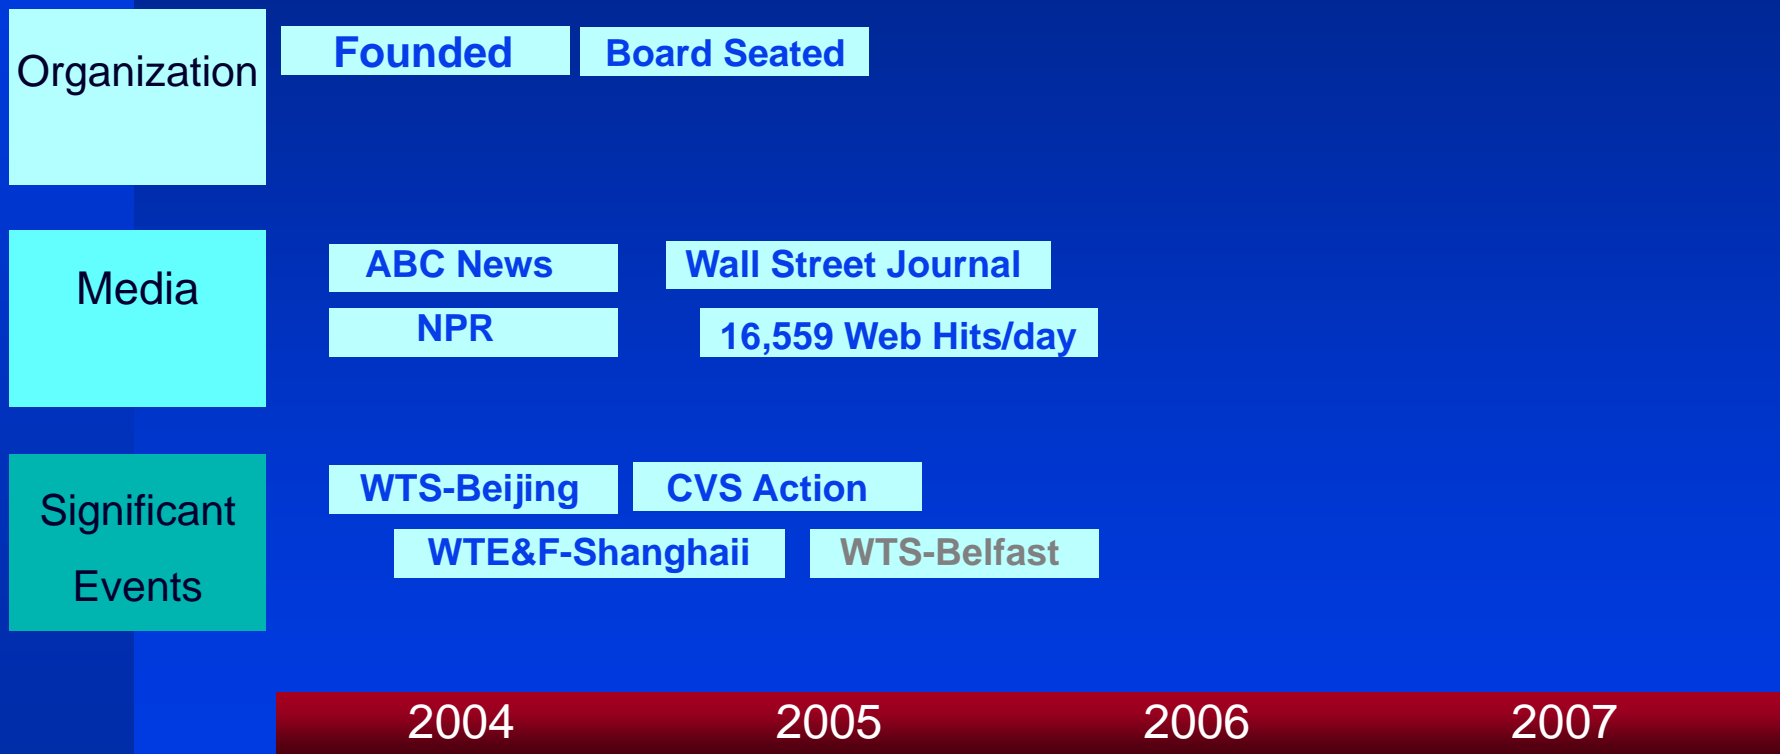 Organization
Founded
Board Seated
Media
ABC News
Wall Street Journal
NPR
16,559 Web Hits/day
Significant
Events
WTS-Beijing
CVS Action
WTE&F-Shanghaii
WTS-Belfast
2004
2005
2006
2007